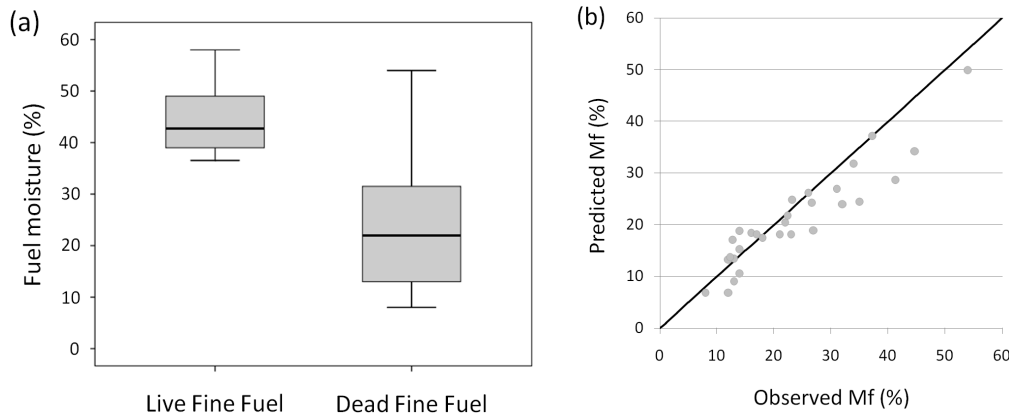 (a)
60
50
40
30
20
10
0
Fuel moisture (%)
Live Fine Fuel
Dead Fine Fuel
(b)
60
50
40
30
20
10
0
Predicted Mf (%)
0 10 20 30 40 50 60
Observed Mf (%)